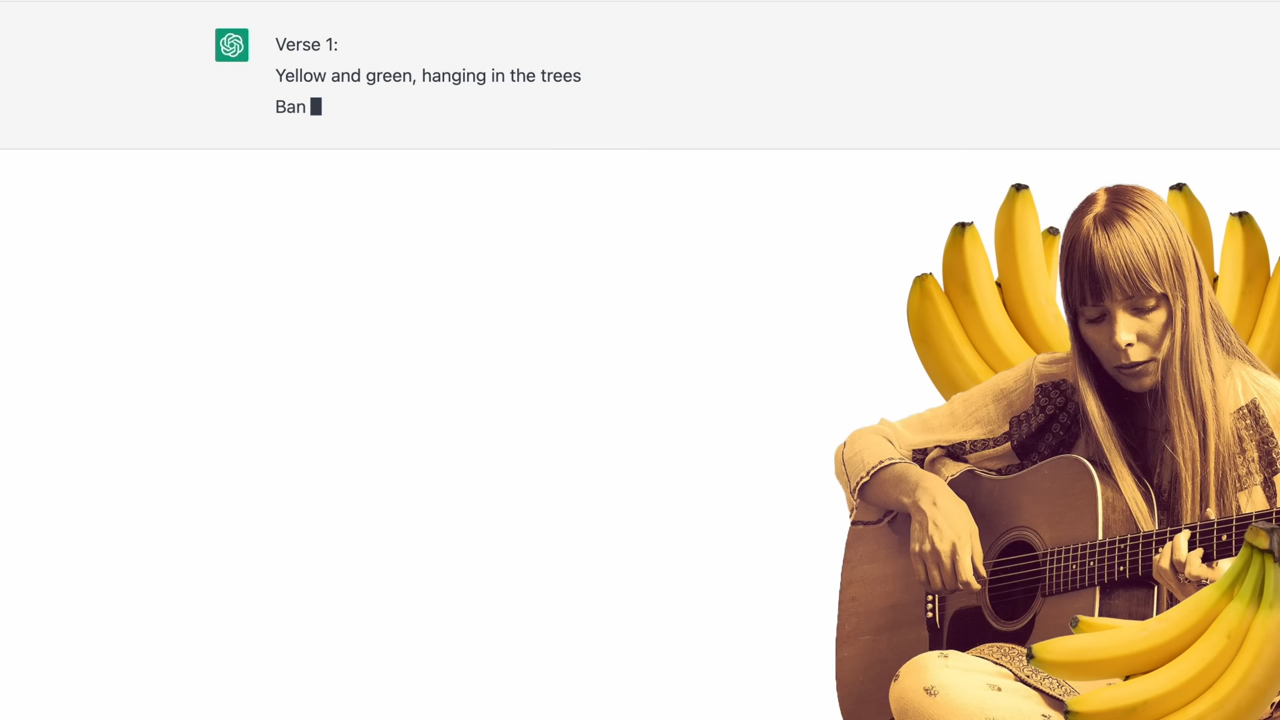 Verse 1:
Yellow and green, hanging in the trees
Ban